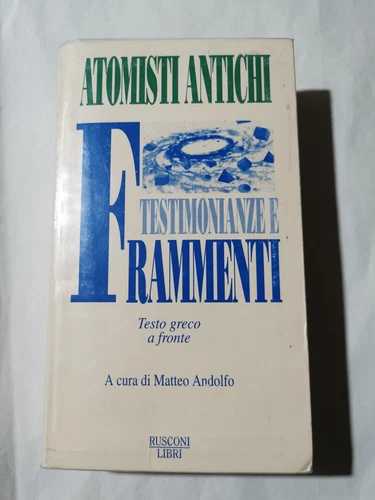 ATOMISTI ANTICHI
TESTIMONIANZE E
FRAMMENTI
Testo greco
a fronte
A cura di Matteo Andolfo
RUSCONI
LIBRI